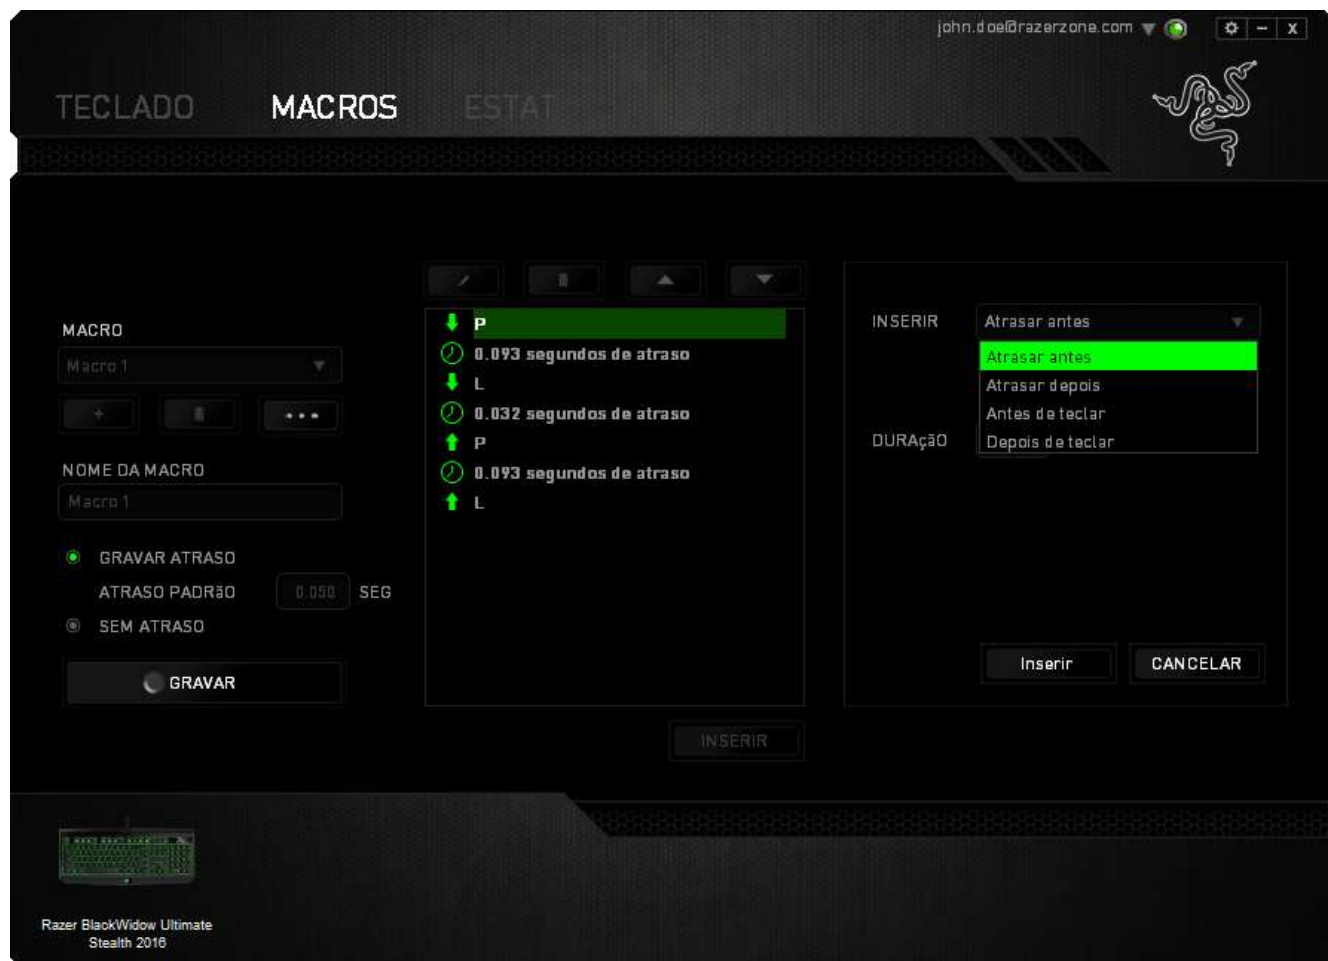 john.doe@razerzone.com
TECLADO MACROS ESTAT
MACRO
Macro 1
NOME DA MACRO
Macro 1
GRAVAR ATRASO
ATRASO PADRãO 0.050 SEG
SEM ATRASO
GRAVAR
P
0.093 segundos de atraso
L
0.032 segundos de atraso
P
0.093 segundos de atraso
L
INSERIR
INSERIR Atrasar antes
Atrasar antes
Atrasar depois
Antes de teclar
Depois de teclar
DURAçãO
Inserir CANCELAR
Razer BlackWidow Ultimate
Stealth 2016